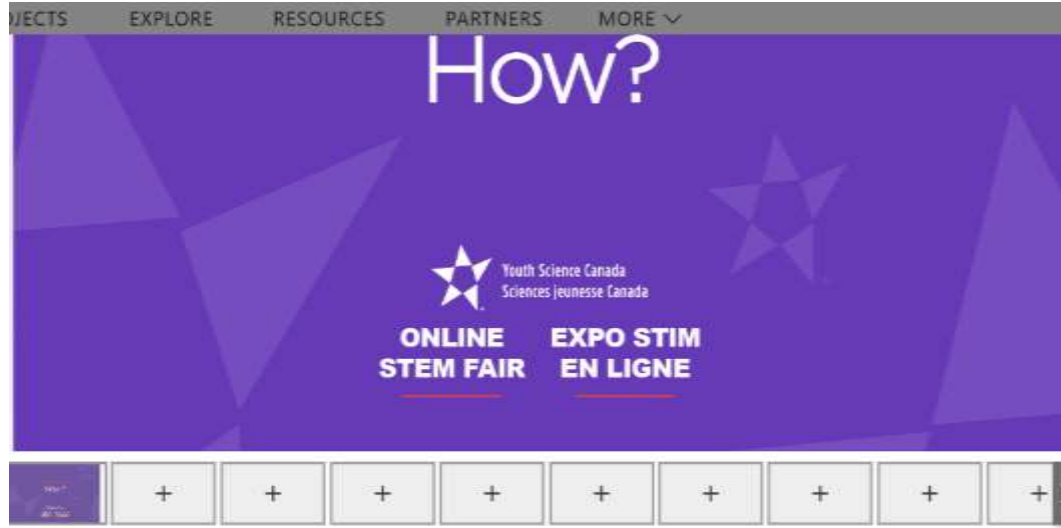 JECTS EXPLORE RESOURCES PARTNERS MORE
How?
Youth Science Canada
Sciences jeunesse Canada
ONLINE EXPO STIM
STEM FAIR EN LIGNE
+ + + + + + + + +